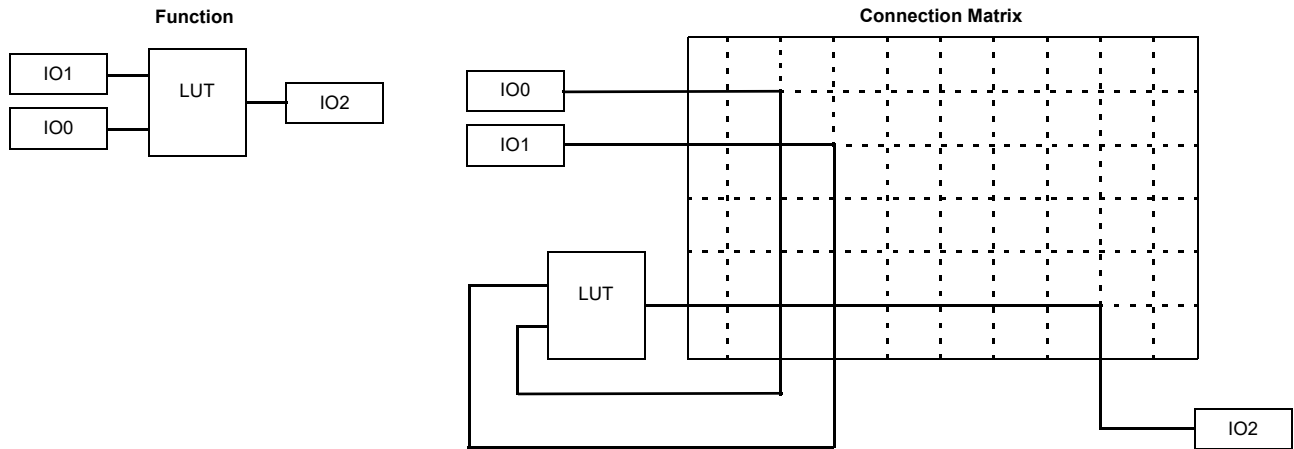 Function
IO1
IO0
LUT
IO2
Connection Matrix
IO0
IO1
LUT
IO2